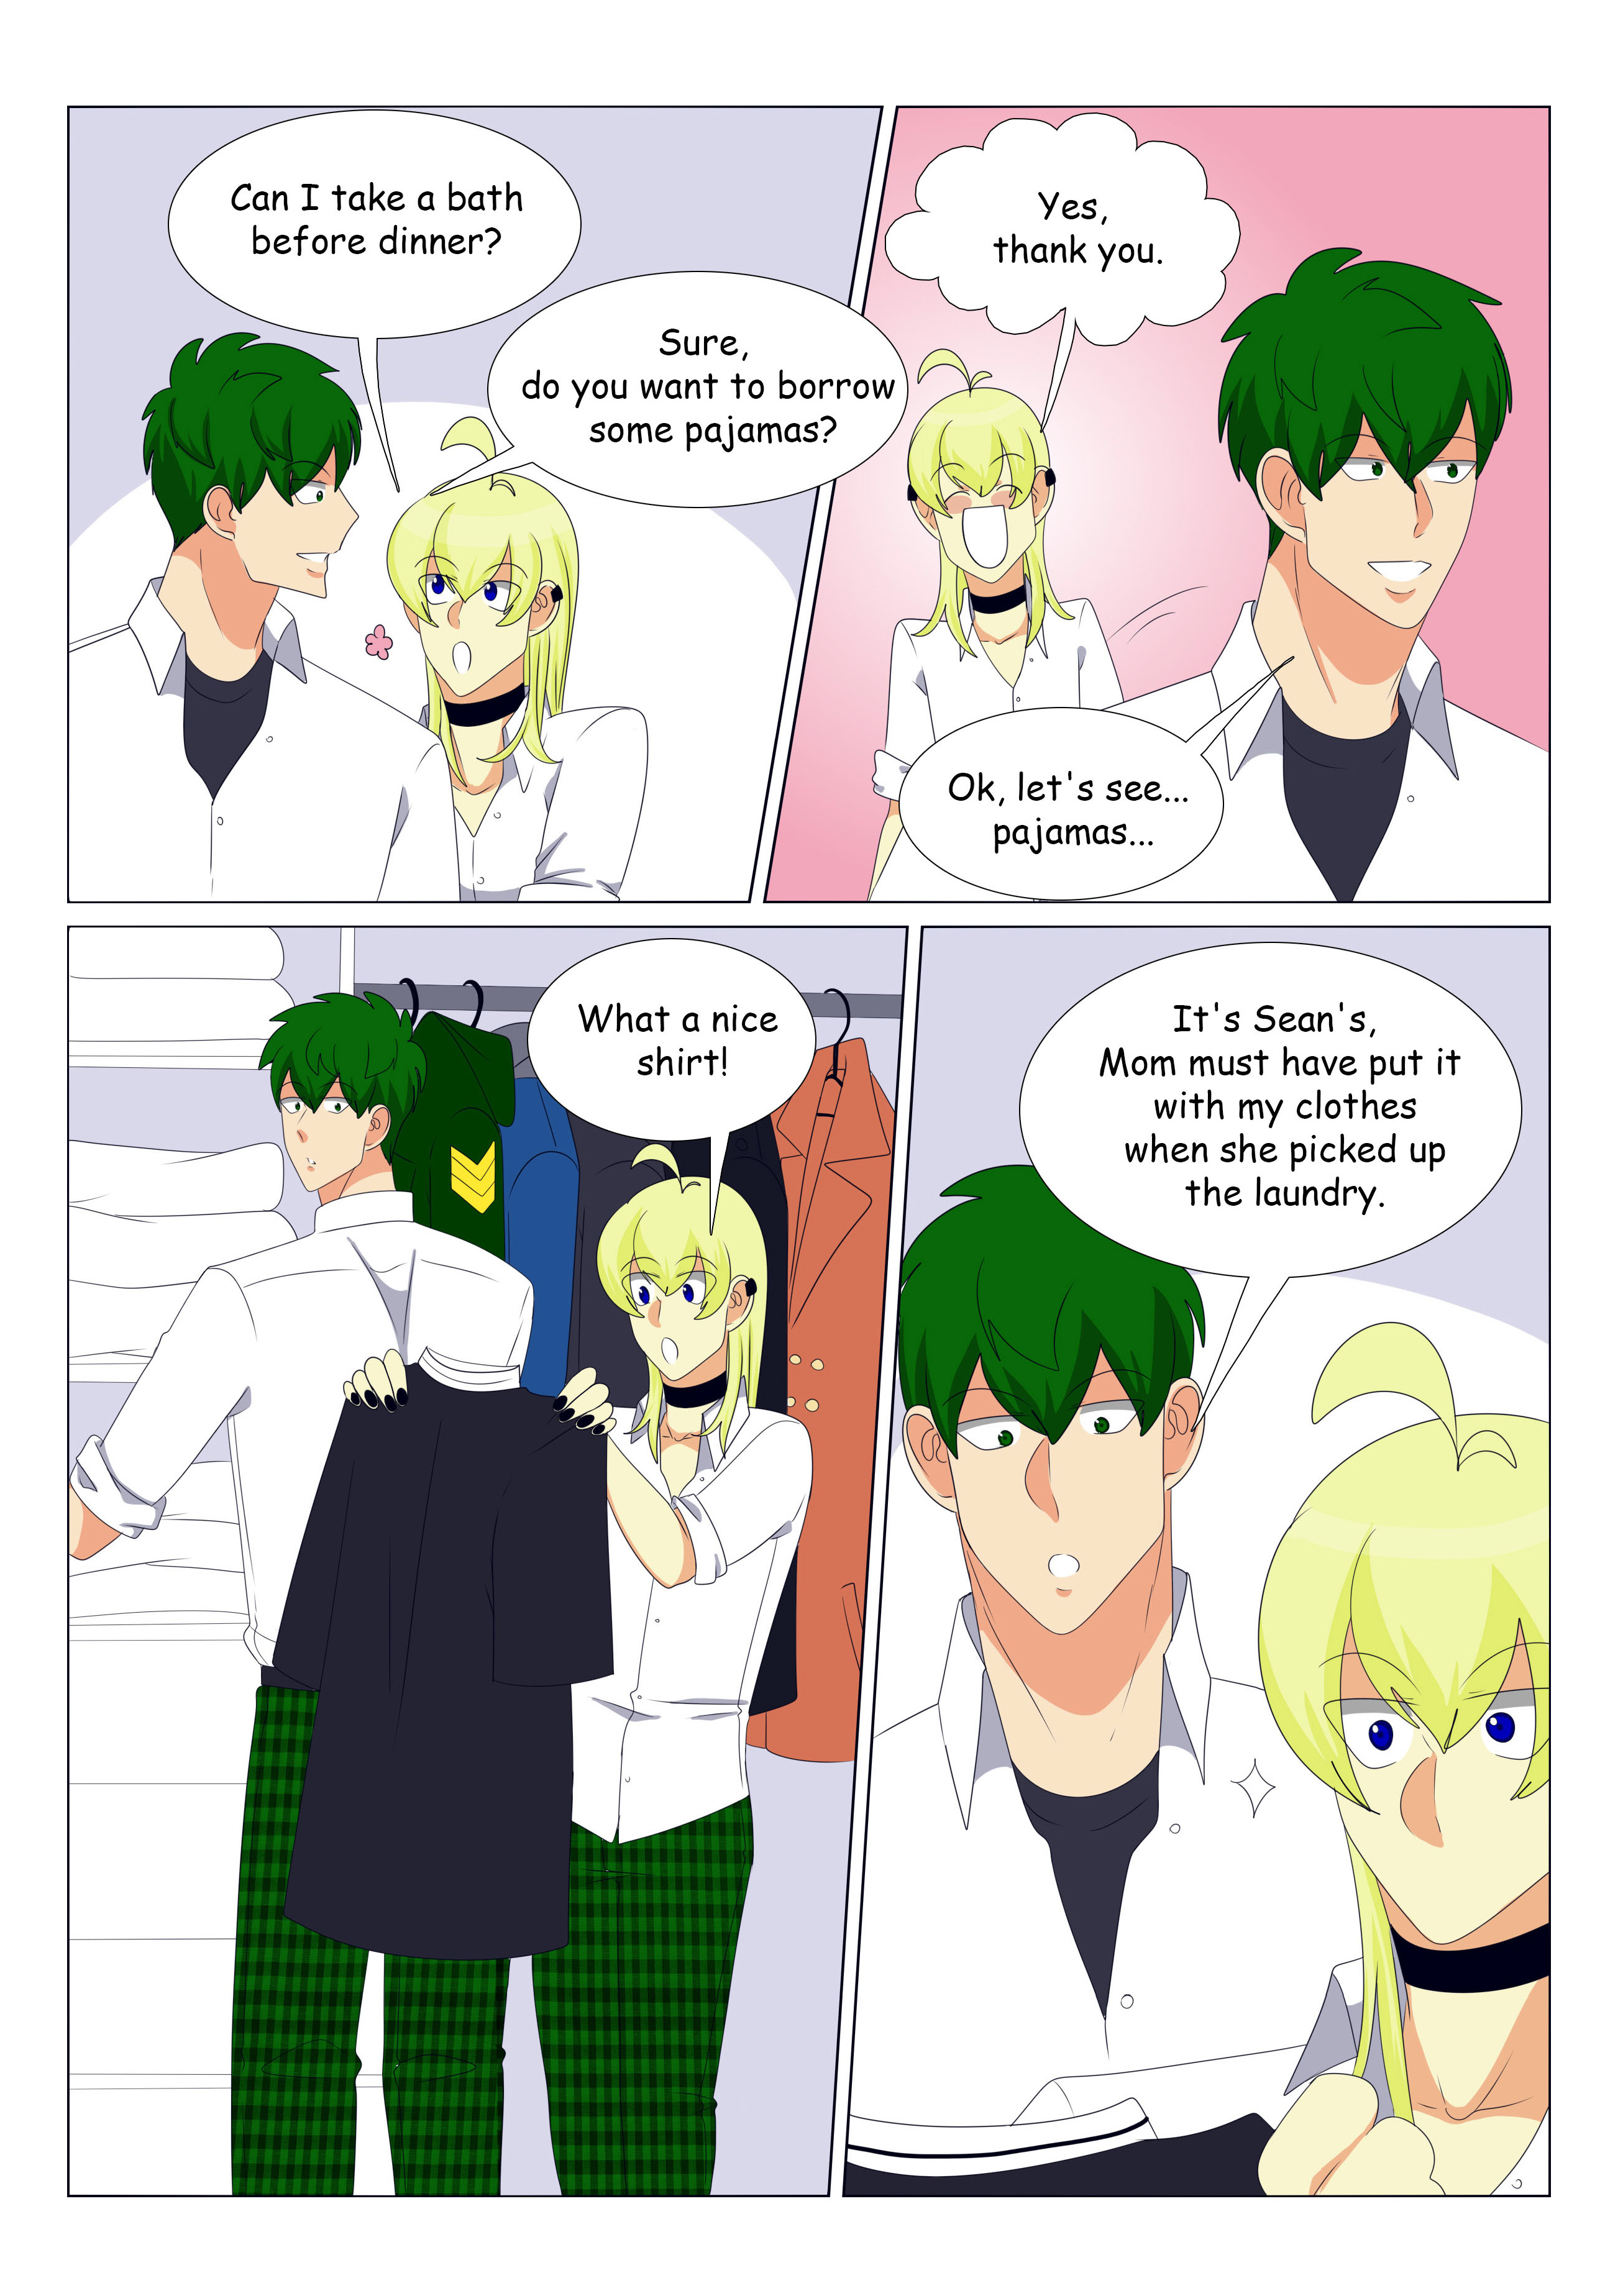 Can I take a bath
before dinner?
Sure,
do you want to borrow
some pajamas?
Yes,
thank you.
Ok, let's see...
pajamas...
What a nice
shirt!
It's Sean's,
Mom must have put it
with my clothes
when she picked up
the laundry.